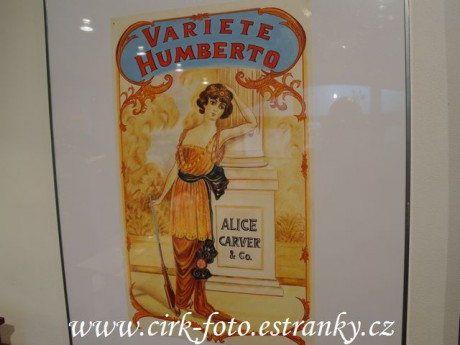 VARIETE
HUMBERTO
ALICE
CARVER
& Co.
www.cirk-foto.estranky.cz